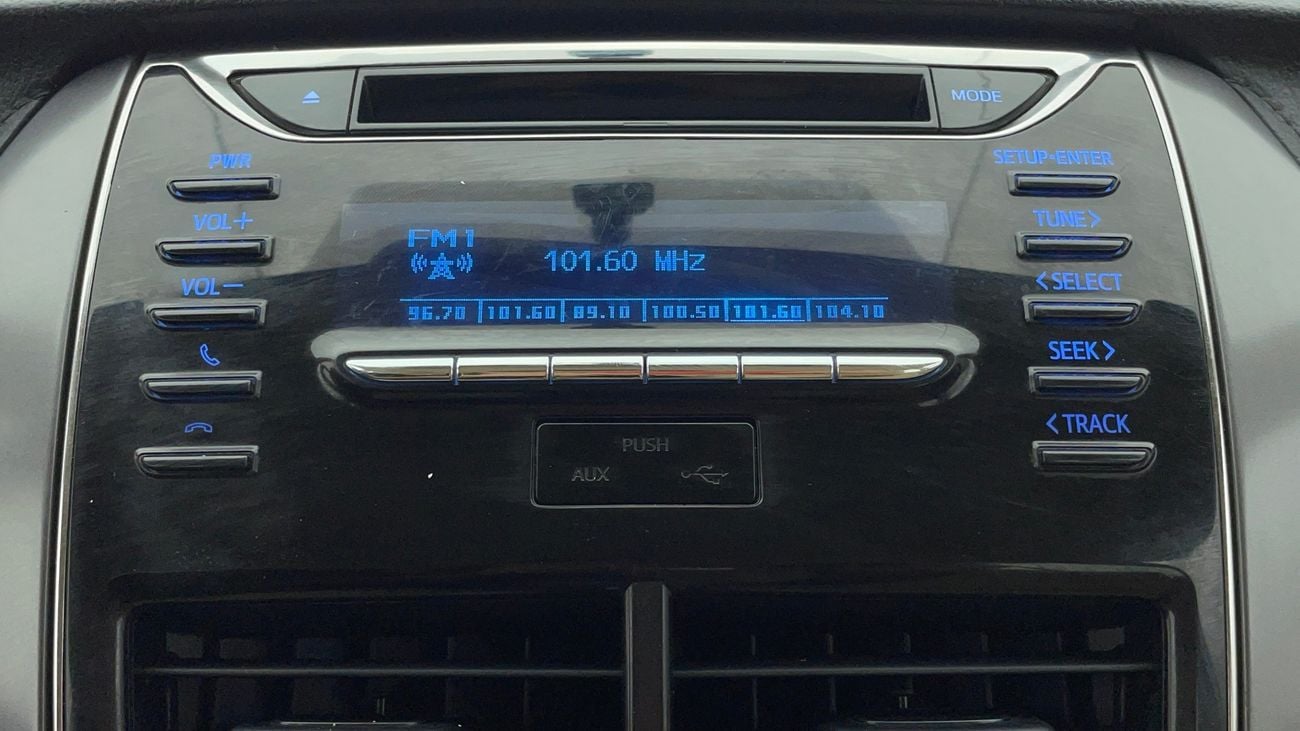 MODE
PWR
SETUP•ENTER
VOL+
TUNE>
FM1
101.60 MHz
VOL−
<SELECT
96.70 101.60 89.10 100.50 101.60 104.10
SEEK>
<TRACK
PUSH
AUX